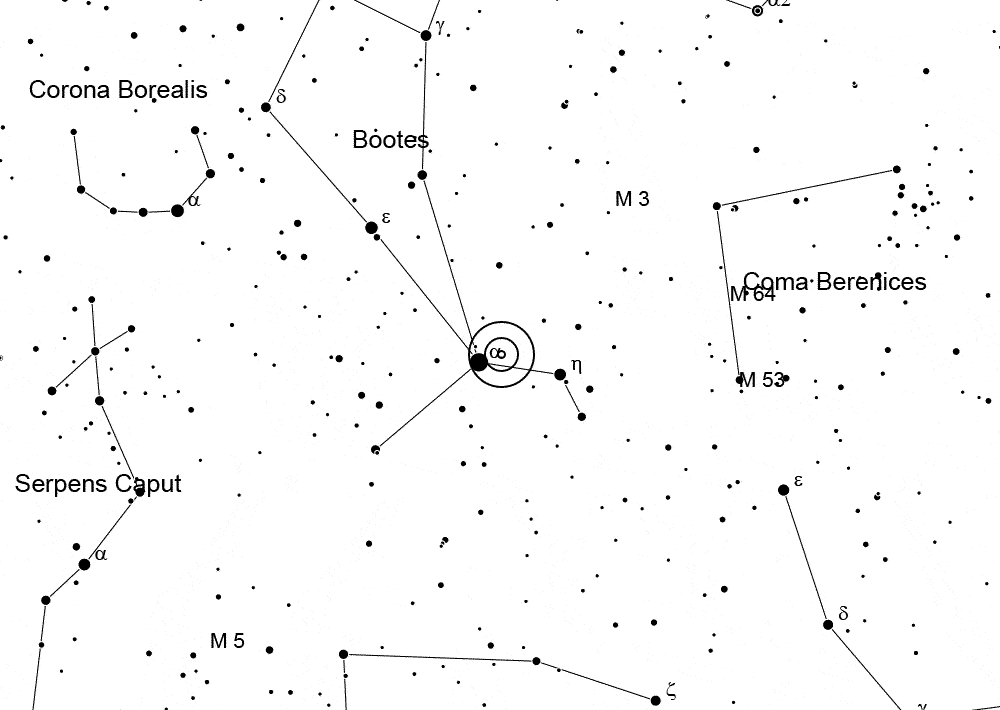 α2
γ
Corona Borealis
δ
Bootes
α
M 3
ε
Coma Berenices
M 64
α
η
M 53
Serpens Caput
ε
α
δ
M 5
ζ
γ